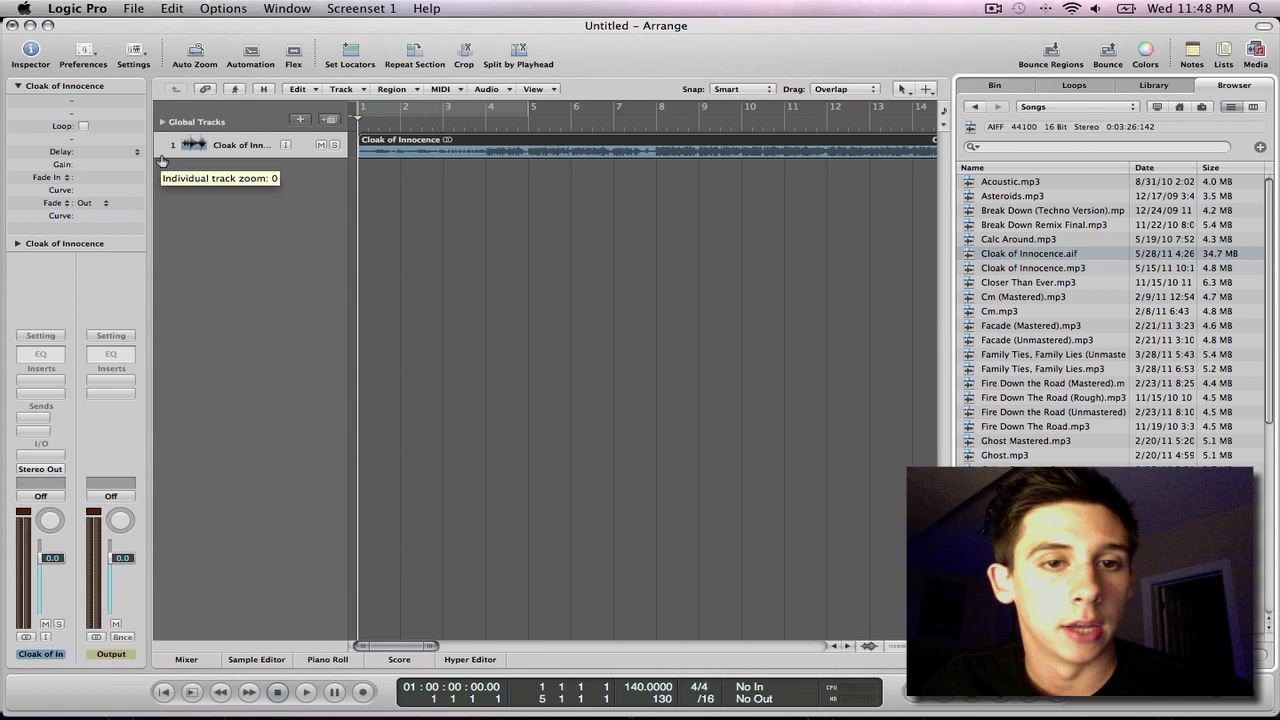 Logic Pro File Edit Options Window Screenset 1 Help Wed 11:48 PM
Untitled - Arrange
Inspector Preferences Settings Auto Zoom Automation Flex Set Locators Repeat Section Crop Split by Playhead Bounce Regions Bounce Colors Notes Lists Media
Cloak of Innocence
-
-
Loop:
Delay:
Gain:
Fade In :
Curve:
Fade : Out
Curve:
Cloak of Innocence
Setting Setting
EQ EQ
Inserts Inserts
Sends Sends
I/O I/O
Stereo Out
Off Off
0.0 0.0
M S M
I Bnce
Cloak of In Output
H Edit Track Region MIDI Audio View Snap: Smart Drag: Overlap
1 2 3 4 5 6 7 8 9 10 11 12 13 14
Global Tracks
1 Cloak of Inn... I M S
Cloak of Innocence
Individual track zoom: 0
Bin Loops Library Browser
Songs
AIFF 44100 16 Bit Stereo 0:03:26:142
Name Date Size
Acoustic.mp3 8/31/10 2:02 4.0 MB
Asteroids.mp3 12/17/09 3:4 3.5 MB
Break Down (Techno Version).mp 12/24/09 11 4.2 MB
Break Down Remix Final.mp3 11/22/10 8:0 5.4 MB
Calc Around.mp3 5/19/10 7:52 4.3 MB
Cloak of Innocence.aif 5/28/11 4:26 34.7 MB
Cloak of Innocence.mp3 5/15/11 10:1 4.8 MB
Closer Than Ever.mp3 11/15/10 11 6.3 MB
Cm (Mastered).mp3 2/9/11 12:54 4.7 MB
Cm.mp3 2/8/11 6:43 4.8 MB
Facade (Mastered).mp3 2/21/11 3:23 4.6 MB
Facade (Unmastered).mp3 2/21/11 3:10 4.8 MB
Family Ties, Family Lies (Unmaste 3/28/11 5:43 5.4 MB
Family Ties, Family Lies.mp3 3/28/11 6:53 5.2 MB
Fire Down the Road (Mastered).m 2/23/11 8:25 4.4 MB
Fire Down The Road (Rough).mp3 11/15/10 10 4.5 MB
Fire Down the Road (Unmastered) 2/23/11 8:10 4.5 MB
Fire Down The Road.mp3 11/19/10 3:3 4.5 MB
Ghost Mastered.mp3 2/20/11 5:20 5.1 MB
Ghost.mp3 2/20/11 4:59 5.1 MB
Mixer Sample Editor Piano Roll Score Hyper Editor
01 : 00 : 00 : 00.00 1 1 1 1 140.0000 4/4 No In CPU
1 1 1 1 5 1 1 1 130 /16 No Out HD